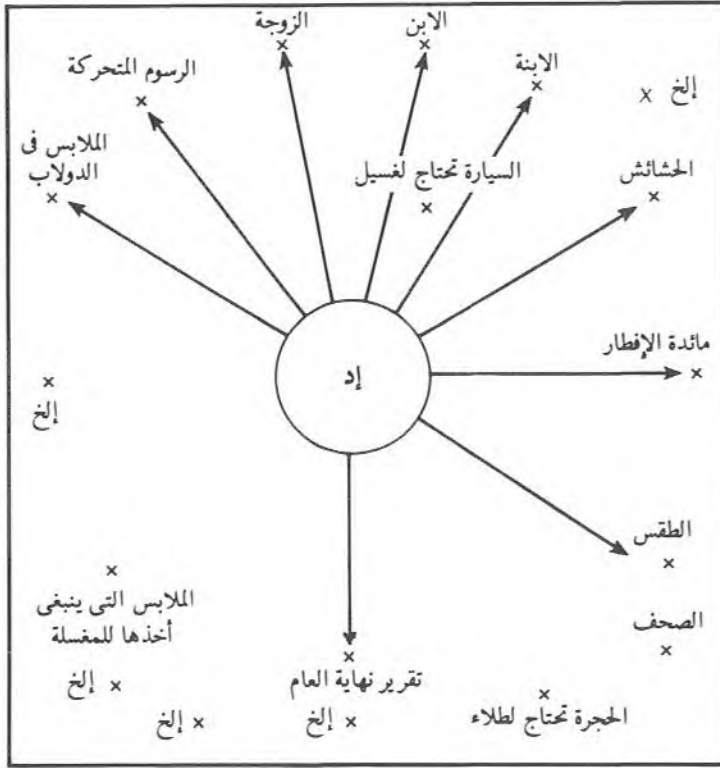 الزوجة
الابن
الابنة
الرسوم المتحركة
إلخ
الملابس فى
الدولاب
السيارة تحتاج لغسيل
الحشائش
مائدة الإفطار
إد
إلخ
الطقس
الملابس التى ينبغى
أخذها للمغسلة
الصحف
تقرير نهاية العام
إلخ
إلخ
إلخ
الحجرة تحتاج لطلاء